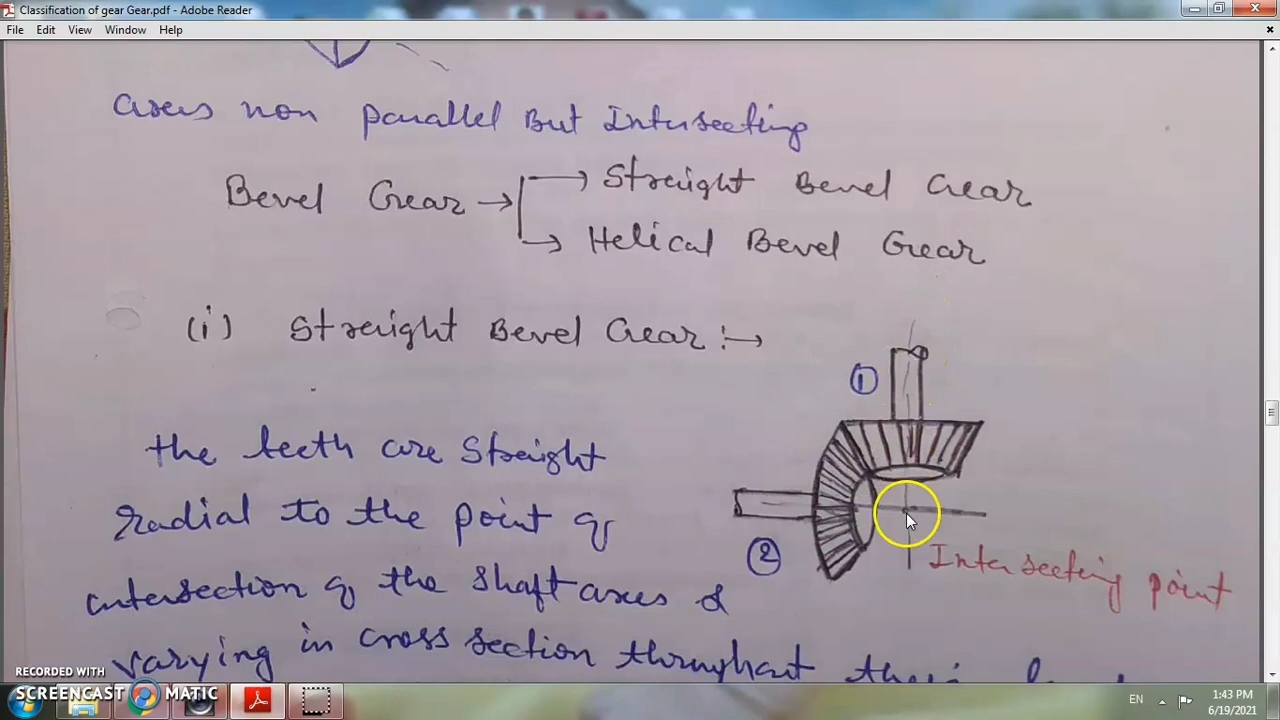 Classification of gear Gear.pdf - Adobe Reader
File Edit View Window Help
axes non parallel But Intersecting
Bevel Gear → Straight Bevel Gear
→ Helical Bevel Gear
(i) Straight Bevel Gear :→
①
the teeth are Straight
radial to the point of
②
Intersecting point
intersection of the shaft axes &
varying in cross section throughout their
RECORDED WITH
SCREENCAST MATIC
EN
1:43 PM
6/19/2021